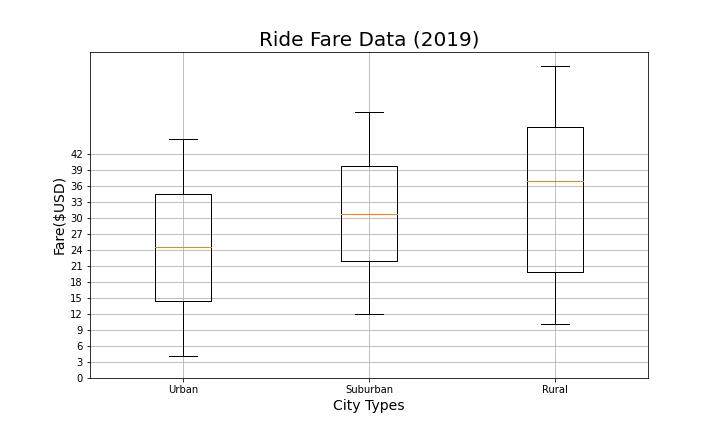 Ride Fare Data (2019)
Fare($USD)
42
39
36
33
30
27
24
21
18
15
12
9
6
3
0
Urban
Suburban
Rural
City Types